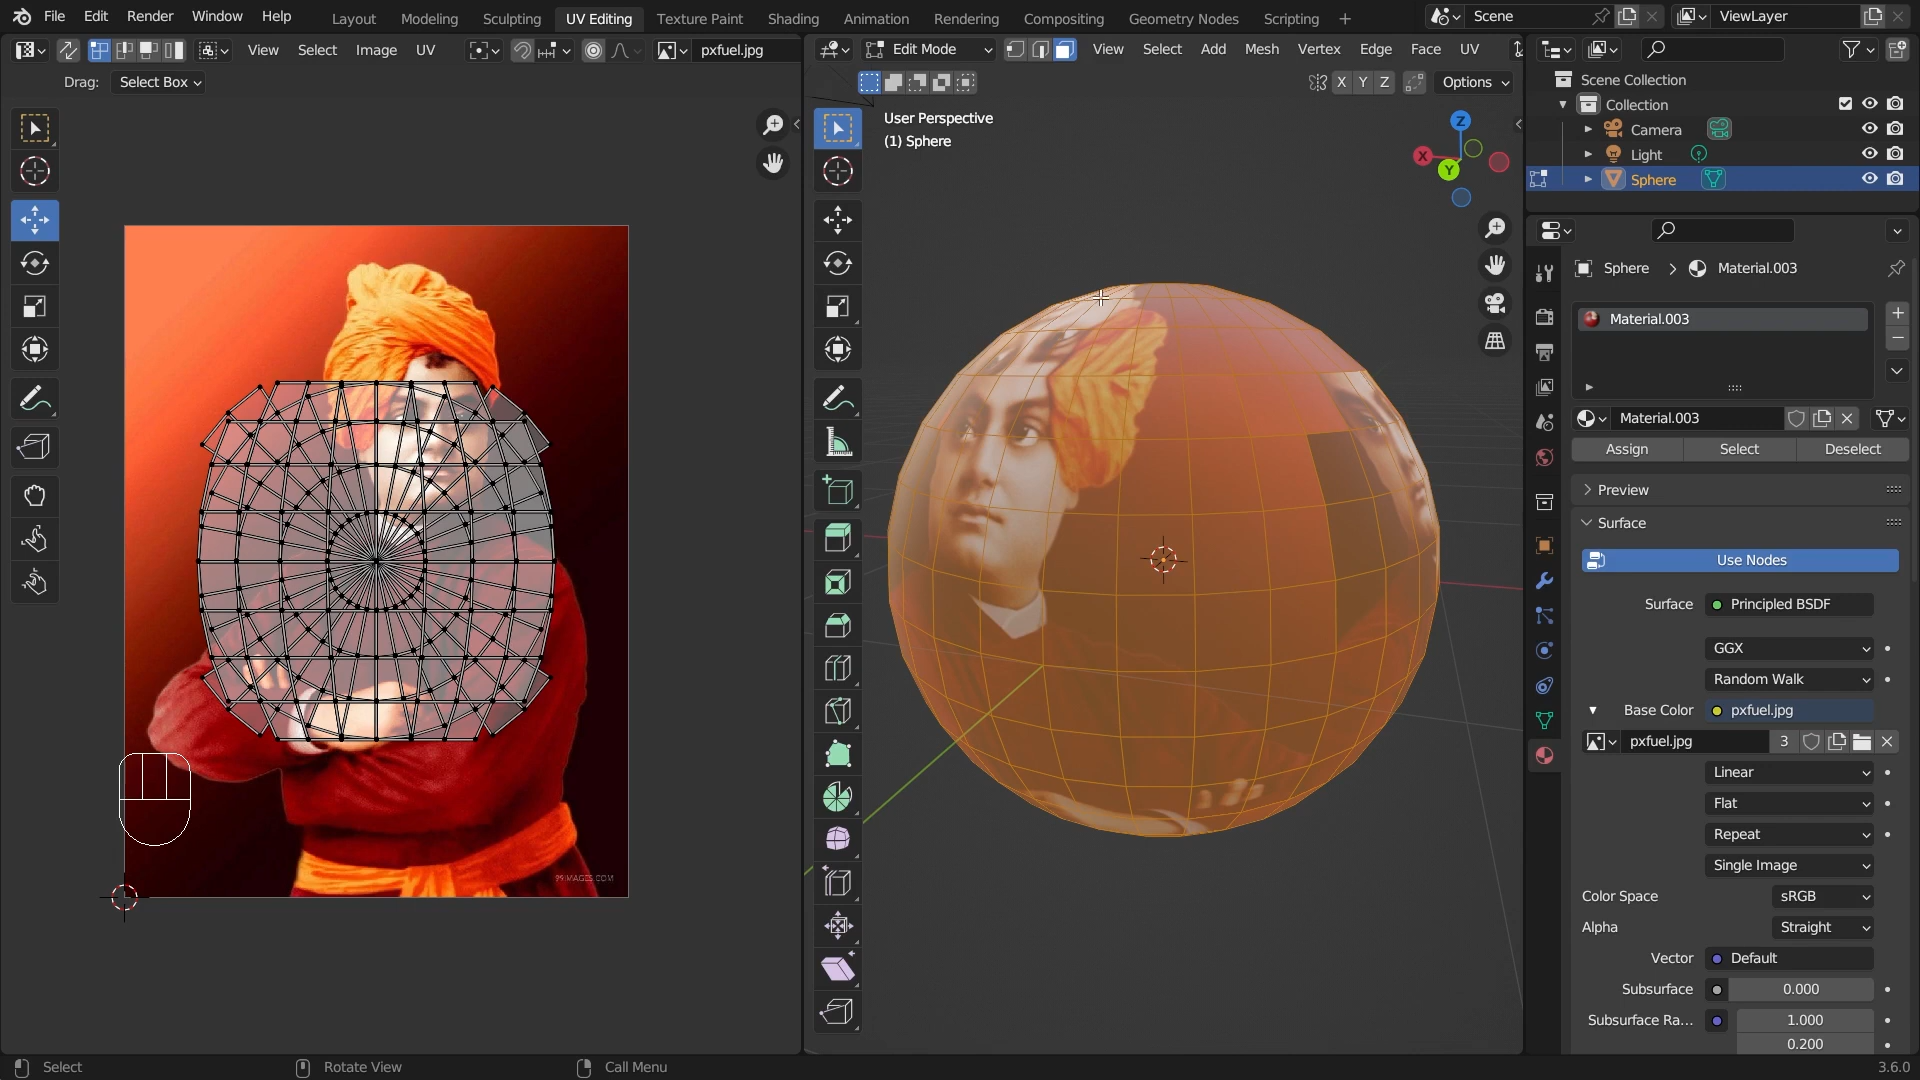 File Edit Render Window Help Layout Modeling Sculpting UV Editing Texture Paint Shading Animation Rendering Compositing Geometry Nodes Scripting + Scene ViewLayer
View Select Image UV pxfuel.jpg
Edit Mode View Select Add Mesh Vertex Edge Face UV
Drag: Select Box
X Y Z Options
User Perspective
(1) Sphere
Z
X
Y
99IMAGES.COM
Scene Collection
Collection
Camera
Light
Sphere
Sphere > Material.003
Material.003
Material.003
Assign Select Deselect
Preview
Surface
Use Nodes
Surface Principled BSDF
GGX
Random Walk
Base Color pxfuel.jpg
pxfuel.jpg 3
Linear
Flat
Repeat
Single Image
Color Space sRGB
Alpha Straight
Vector Default
Subsurface 0.000
Subsurface Ra... 1.000
0.200
Select Rotate View Call Menu 3.6.0